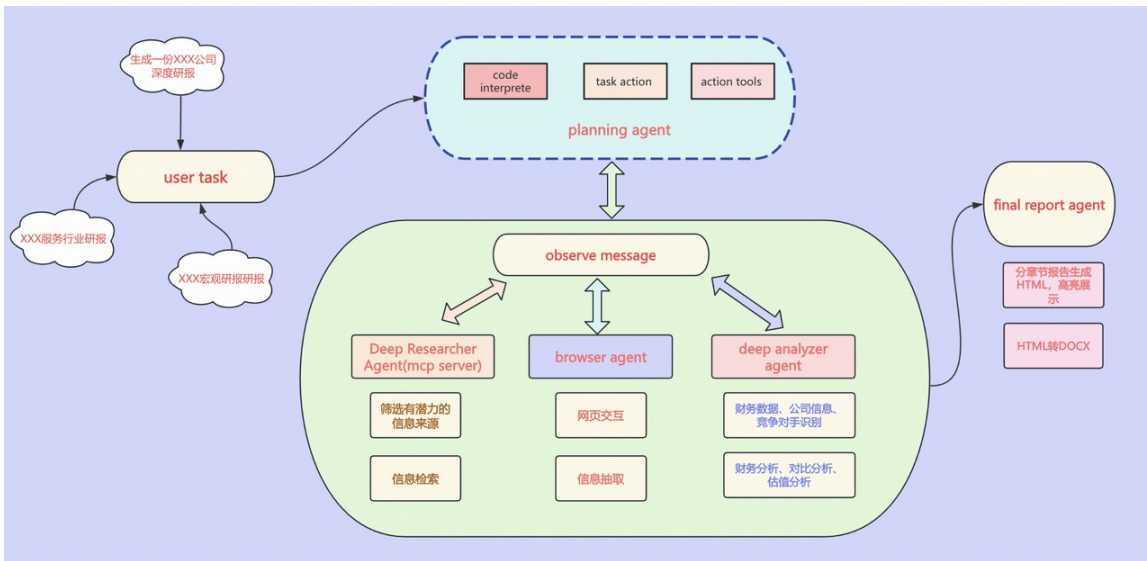 生成一份XXX公司
深度研报
user task
XXX服务行业研报
XXX宏观研报研报
code
interprete
task action
action tools
planning agent
observe message
Deep Researcher
Agent(mcp server)
browser agent
deep analyzer
agent
筛选有潜力的
信息来源
网页交互
财务数据、公司信息、
竞争对手识别
信息检索
信息抽取
财务分析、对比分析、
估值分析
final report agent
分章节报告生成
HTML，高亮展
示
HTML转DOCX